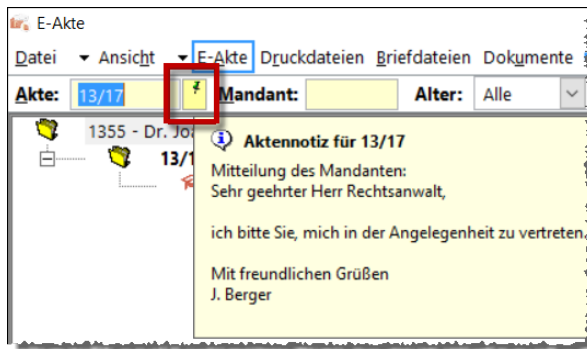 E-Akte
Datei Ansicht E-Akte Druckdateien Briefdateien Dokumente
Akte: 13/17 Mandant: Alter: Alle
1355 - Dr. Joa
13/1
Aktennotiz für 13/17
Mitteilung des Mandanten:
Sehr geehrter Herr Rechtsanwalt,
ich bitte Sie, mich in der Angelegenheit zu vertreten.
Mit freundlichen Grüßen
J. Berger